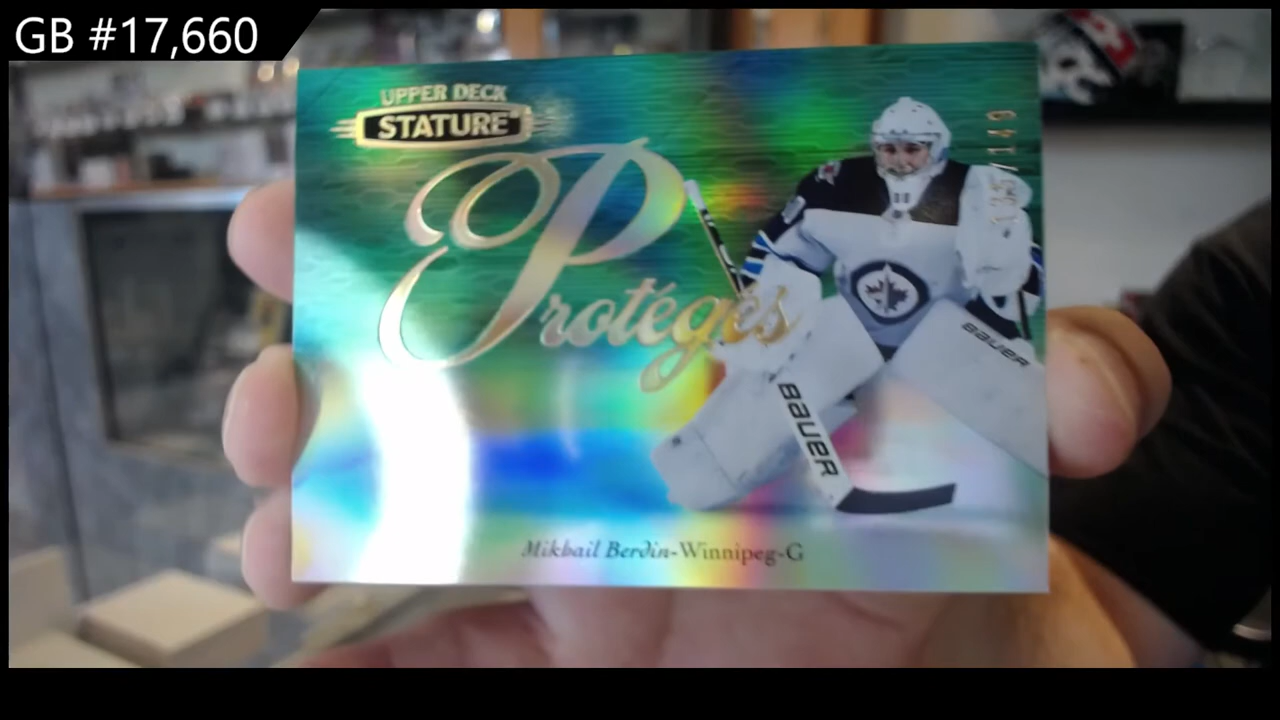 GB #17,660
UPPER DECK
STATURE
Protégés
BAUER
BAUER
Mikhail Berdin-Winnipeg-G